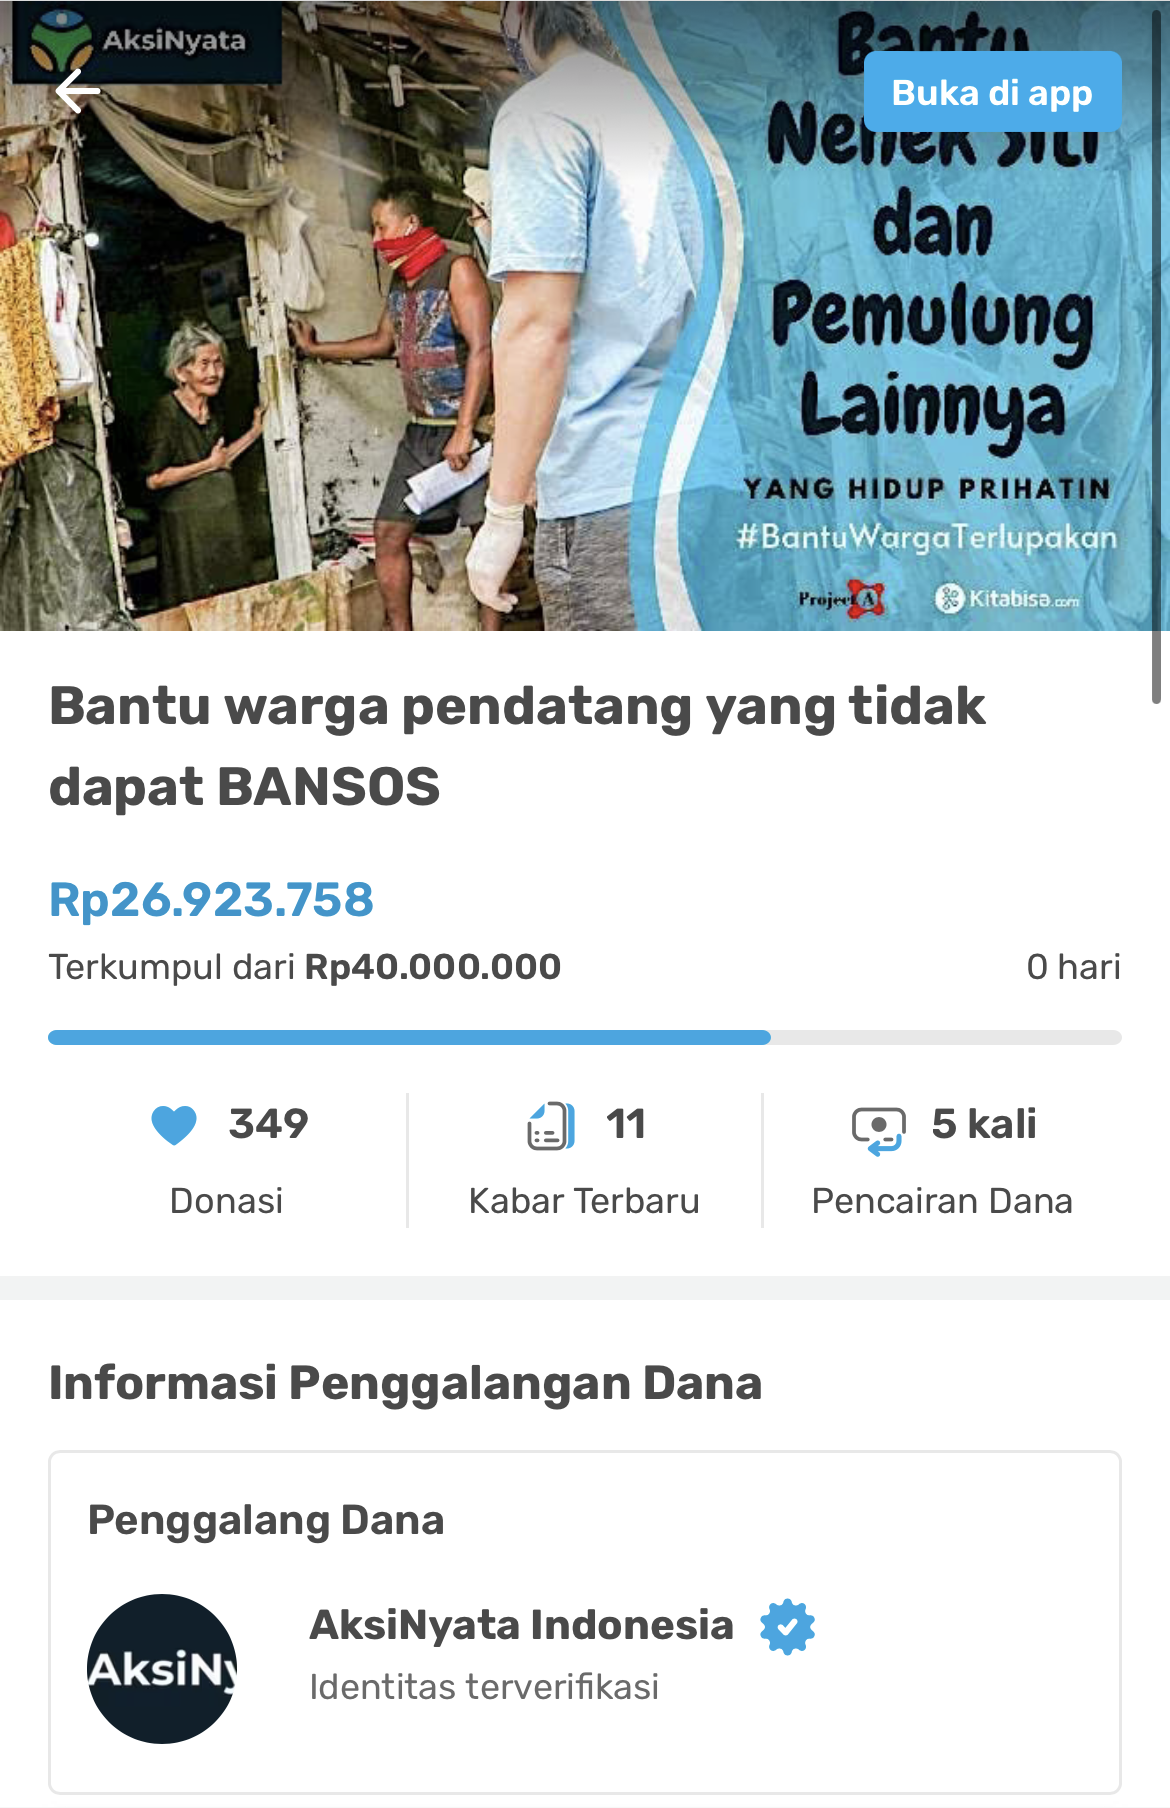 AksiNyata
Bantu
Buka di app
Nenek Siti
dan
Pemulung
Lainnya
YANG HIDUP PRIHATIN
#BantuWargaTerlupakan
Project A
Kitabisa.com
Bantu warga pendatang yang tidak
dapat BANSOS
Rp26.923.758
Terkumpul dari Rp40.000.000
0 hari
349
11
5 kali
Donasi
Kabar Terbaru
Pencairan Dana
Informasi Penggalangan Dana
Penggalang Dana
AksiNy
AksiNyata Indonesia
Identitas terverifikasi